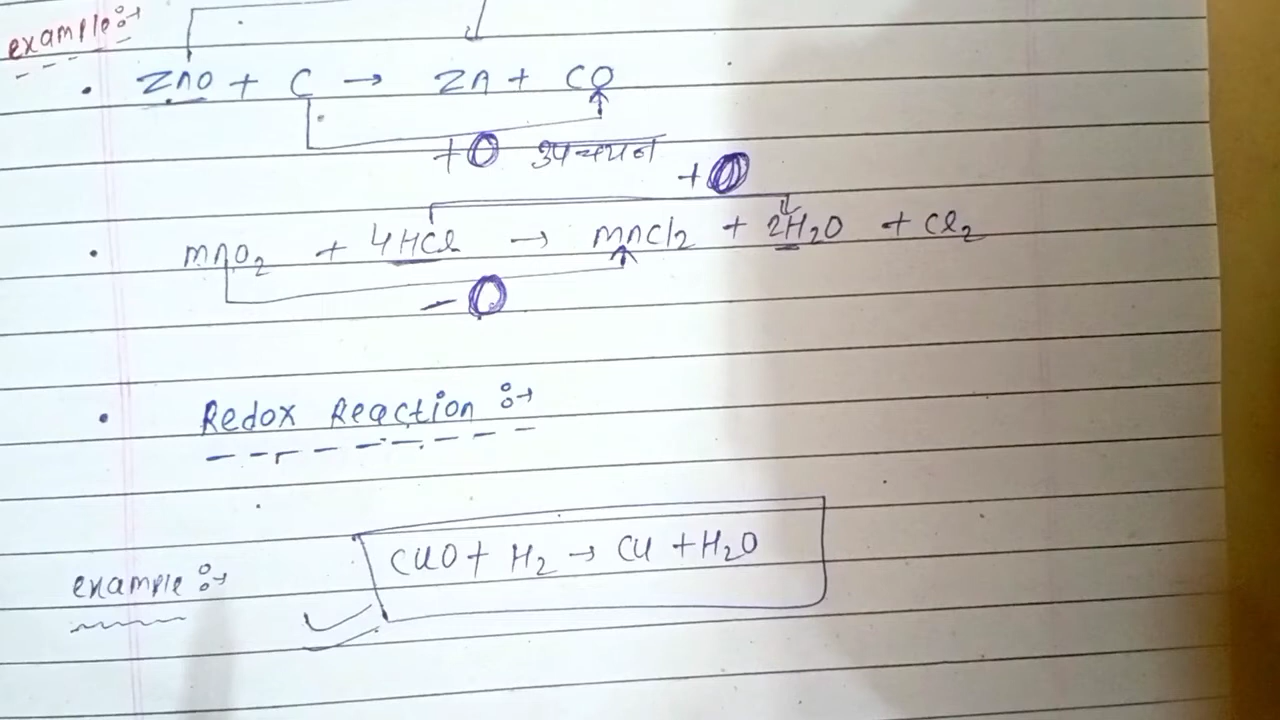 example :→
• ZnO + C → Zn + CO
+O उपचयन
+O
• MnO₂ + 4HCl → MnCl₂ + 2H₂O + Cl₂
-O
• Redox Reaction :→
example :→ CuO + H₂ → Cu + H₂O